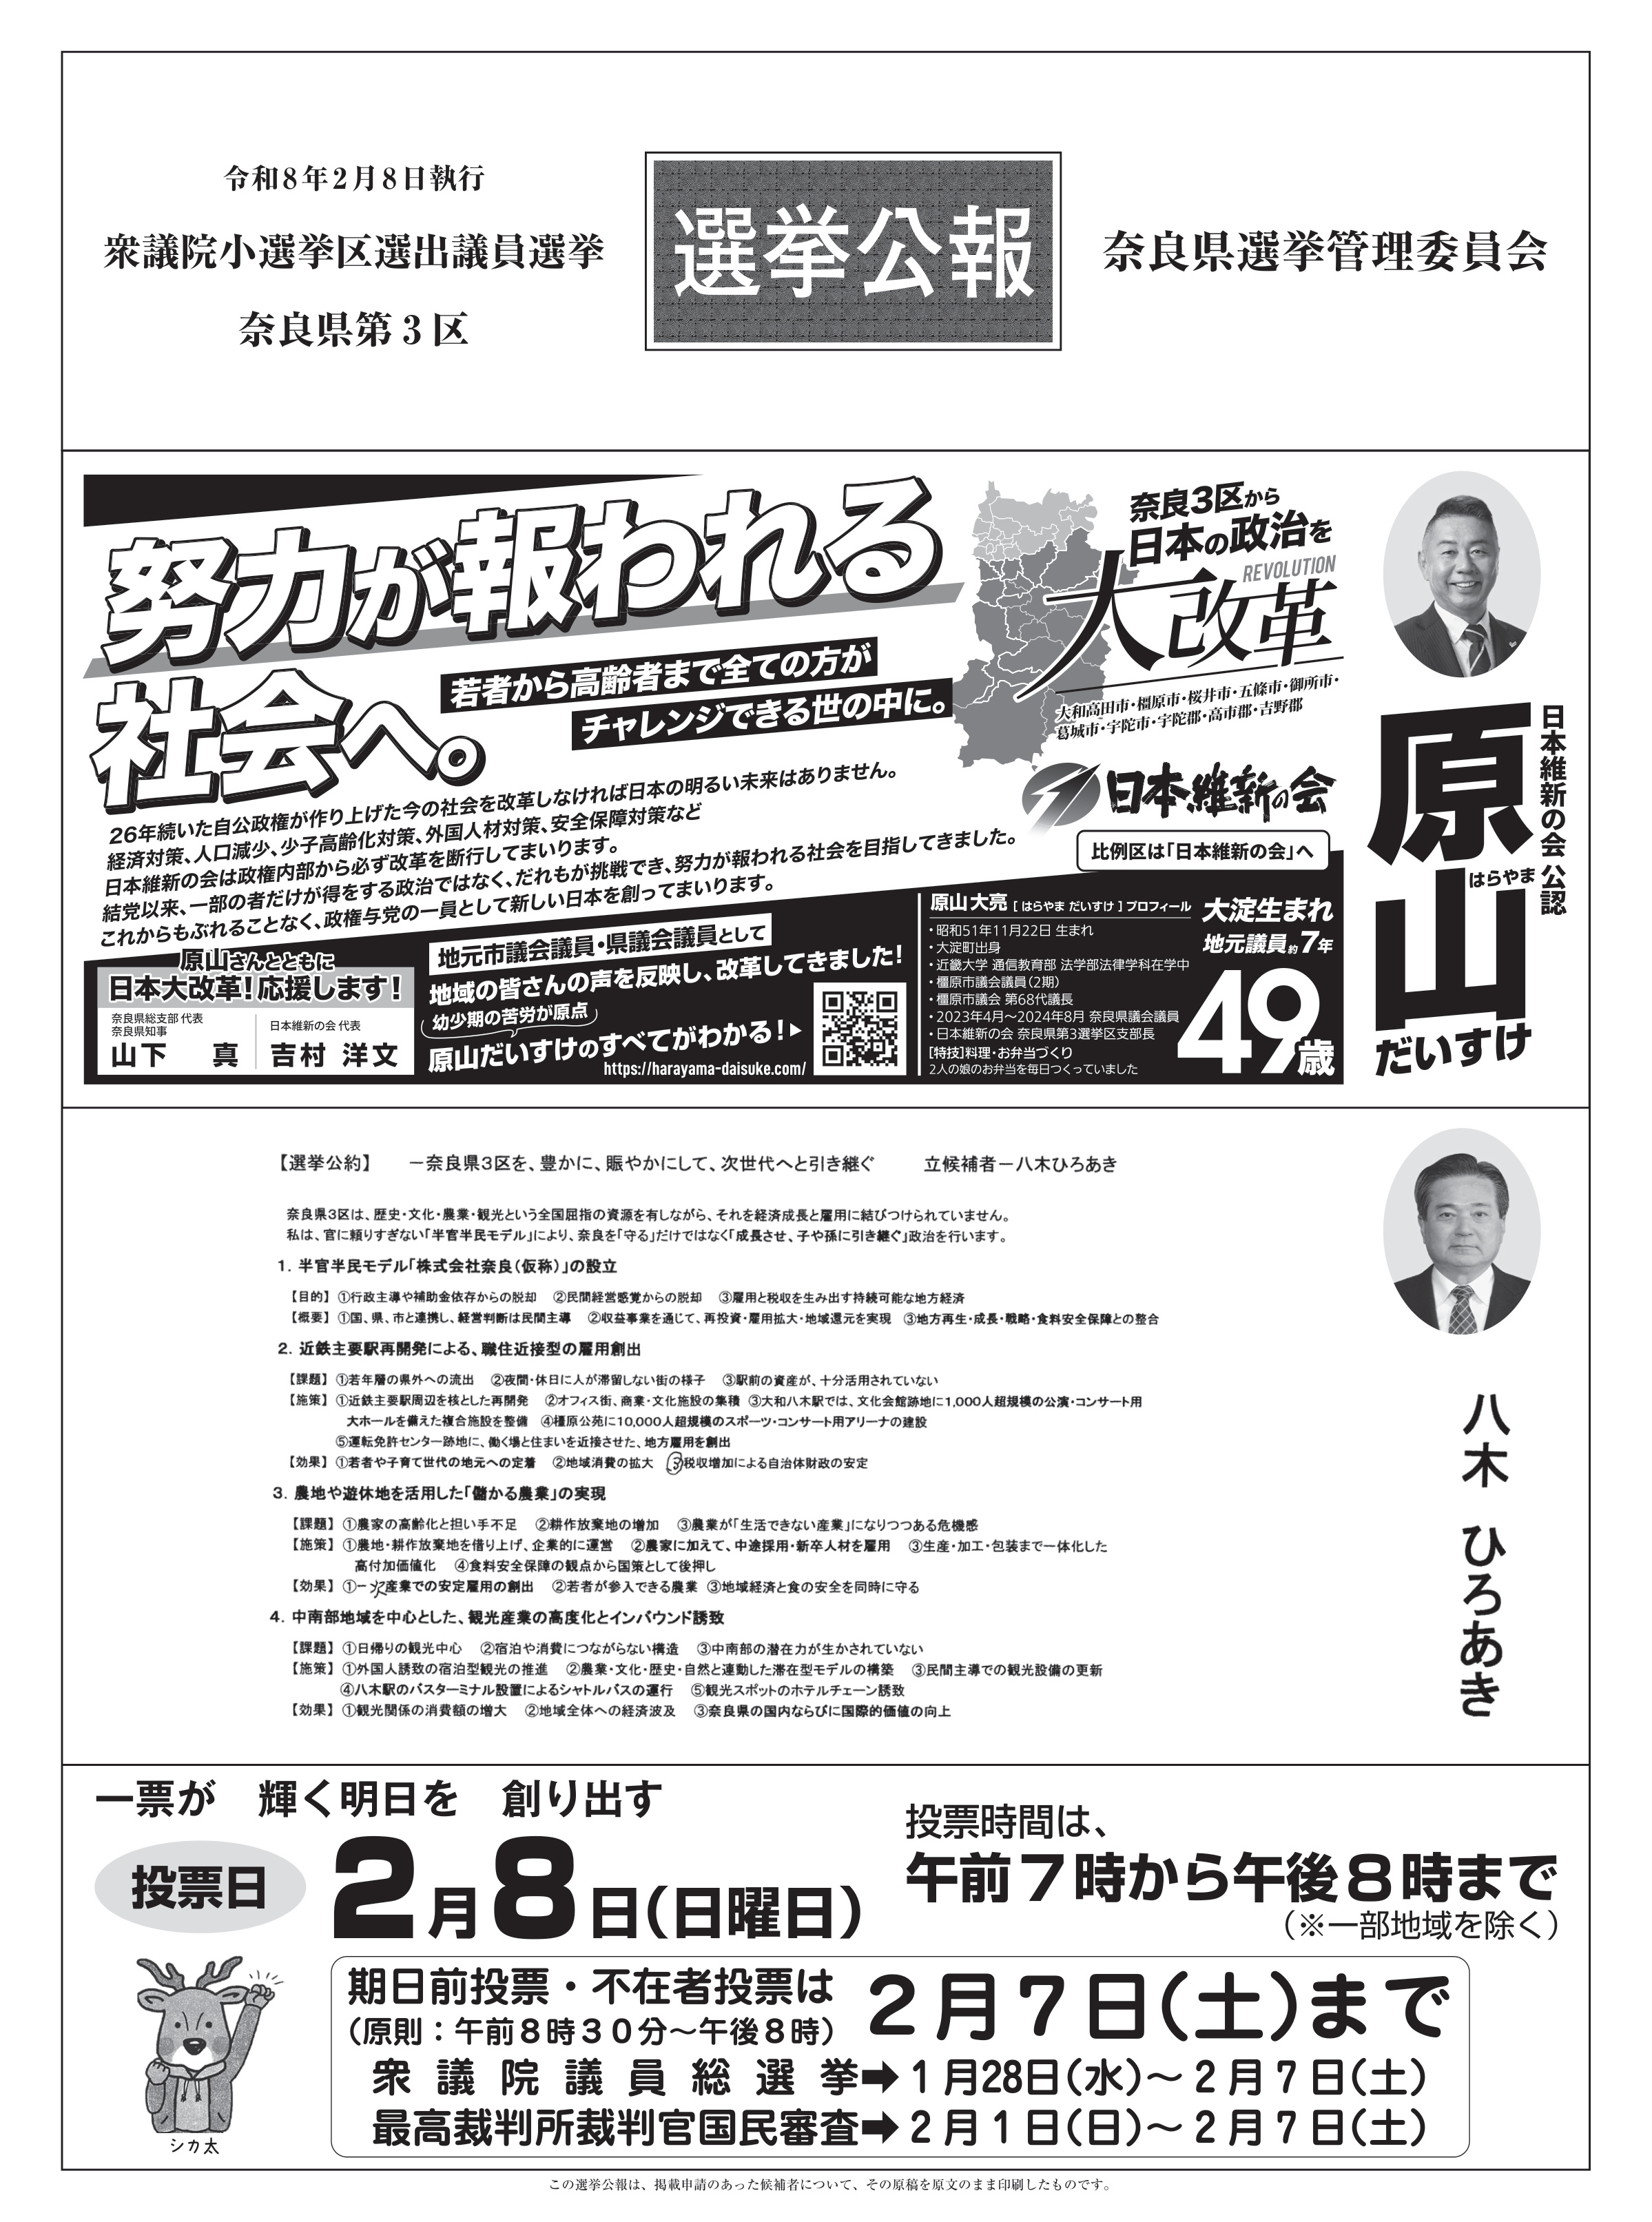 令和8年2月8日執行
衆議院小選挙区選出議員選挙
奈良県第3区
選挙公報
奈良県選挙管理委員会
努力が報われる
社会へ。
若者から高齢者まで全ての方が
チャレンジできる世の中に。
26年続いた自公政権が作り上げた今の社会を改革しなければ日本の明るい未来はありません。
経済対策、人口減少、少子高齢化対策、外国人材対策、安全保障対策など
日本維新の会は政権内部から必ず改革を断行してまいります。
結党以来、一部の者だけが得をする政治ではなく、だれもが挑戦でき、努力が報われる社会を目指してきました。
これからもぶれることなく、政権与党の一員として新しい日本を創ってまいります。
奈良3区から
日本の政治を
REVOLUTION
大改革
大和高田市・橿原市・桜井市・五條市・御所市・
葛城市・宇陀市・宇陀郡・高市郡・吉野郡
日本維新の会
比例区は「日本維新の会」へ
日本維新の会 公認
原山
はらやま
だいすけ
原山さんとともに
日本大改革!応援します!
奈良県総支部 代表
奈良県知事
山下 真
日本維新の会 代表
吉村 洋文
地元市議会議員・県議会議員として
地域の皆さんの声を反映し、改革してきました!
幼少期の苦労が原点
原山だいすけのすべてがわかる!▶
https://harayama-daisuke.com/
原山大亮 [ はらやま だいすけ ] プロフィール
・昭和51年11月22日 生まれ
・大淀町出身
・近畿大学 通信教育部 法学部法律学科在学中
・橿原市議会議員(2期)
・橿原市議会 第68代議長
・2023年4月～2024年8月 奈良県議会議員
・日本維新の会 奈良県第3選挙区支部長
[特技]料理・お弁当づくり
2人の娘のお弁当を毎日つくっていました
大淀生まれ
地元議員約7年
49歳
【選挙公約】 －奈良県3区を、豊かに、賑やかにして、次世代へと引き継ぐ 立候補者－八木ひろあき
奈良県3区は、歴史・文化・農業・観光という全国屈指の資源を有しながら、それを経済成長と雇用に結びつけられていません。
私は、官に頼りすぎない「半官半民モデル」により、奈良を「守る」だけではなく「成長させ、子や孫に引き継ぐ」政治を行います。
1. 半官半民モデル「株式会社奈良(仮称)」の設立
【目的】 ①行政主導や補助金依存からの脱却 ②民間経営感覚からの脱却 ③雇用と税収を生み出す持続可能な地方経済
【概要】 ①国、県、市と連携し、経営判断は民間主導 ②収益事業を通じて、再投資・雇用拡大・地域還元を実現 ③地方再生・成長・戦略・食料安全保障との整合
2. 近鉄主要駅再開発による、職住近接型の雇用創出
【課題】 ①若年層の県外への流出 ②夜間・休日に人が滞留しない街の様子 ③駅前の資産が、十分活用されていない
【施策】 ①近鉄主要駅周辺を核とした再開発 ②オフィス街、商業・文化施設の集積 ③大和八木駅では、文化会館跡地に1,000人超規模の公演・コンサート用
大ホールを備えた複合施設を整備 ④橿原公苑に10,000人超規模のスポーツ・コンサート用アリーナの建設
⑤運転免許センター跡地に、働く場と住まいを近接させた、地方雇用を創出
【効果】 ①若者や子育て世代の地元への定着 ②地域消費の拡大 ③税収増加による自治体財政の安定
3. 農地や遊休地を活用した「儲かる農業」の実現
【課題】 ①農家の高齢化と担い手不足 ②耕作放棄地の増加 ③農業が「生活できない産業」になりつつある危機感
【施策】 ①農地・耕作放棄地を借り上げ、企業的に運営 ②農家に加えて、中途採用・新卒人材を雇用 ③生産・加工・包装まで一体化した
高付加価値化 ④食料安全保障の観点から国策として後押し
【効果】 ①一次産業での安定雇用の創出 ②若者が参入できる農業 ③地域経済と食の安全を同時に守る
4. 中南部地域を中心とした、観光産業の高度化とインバウンド誘致
【課題】 ①日帰りの観光中心 ②宿泊や消費につながらない構造 ③中南部の潜在力が生かされていない
【施策】 ①外国人誘致の宿泊型観光の推進 ②農業・文化・歴史・自然と連動した滞在型モデルの構築 ③民間主導での観光設備の更新
④八木駅のバスターミナル設置によるシャトルバスの運行 ⑤観光スポットのホテルチェーン誘致
【効果】 ①観光関係の消費額の増大 ②地域全体への経済波及 ③奈良県の国内ならびに国際的価値の向上
八木 ひろあき
一票が 輝く明日を 創り出す
投票日
2月8日(日曜日)
投票時間は、
午前7時から午後8時まで
(※一部地域を除く)
シカ太
期日前投票・不在者投票は
(原則：午前8時30分～午後8時)
2月7日(土)まで
衆議院議員総選挙➡1月28日(水)～2月7日(土)
最高裁判所裁判官国民審査➡2月1日(日)～2月7日(土)
この選挙公報は、掲載申請のあった候補者について、その原稿を原文のまま印刷したものです。